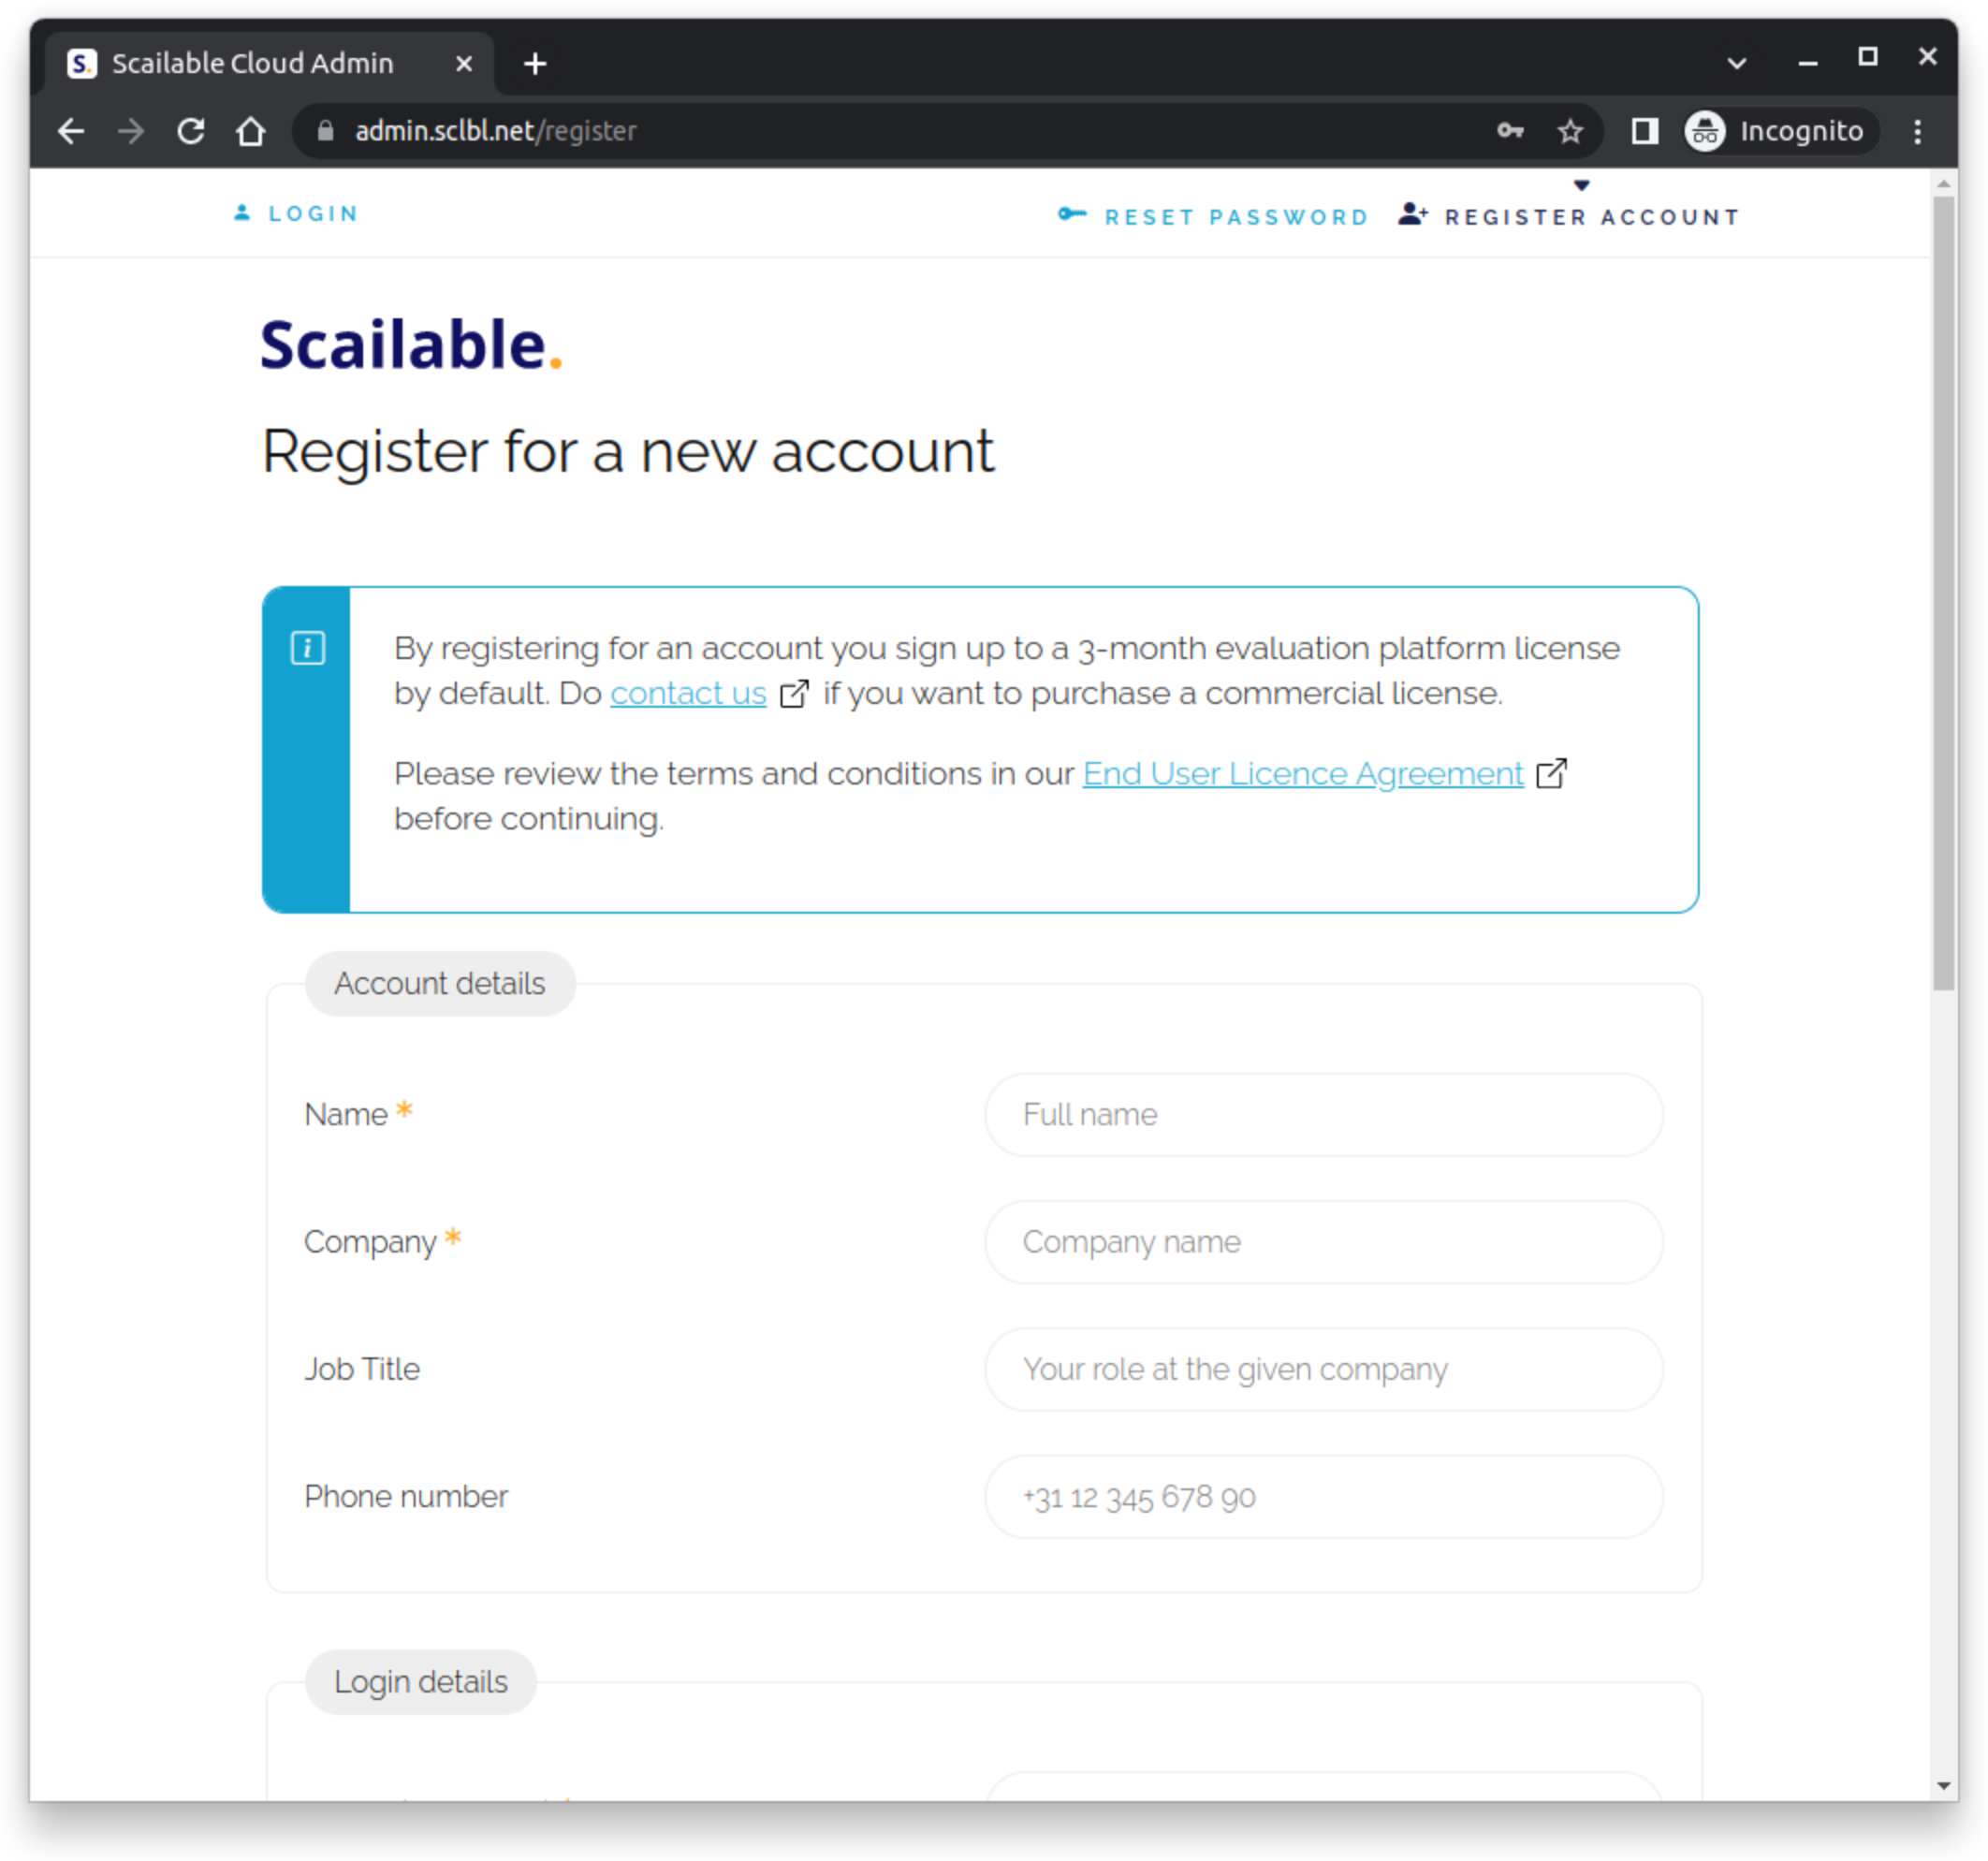 S. Scailable Cloud Admin
admin.sclbl.net/register
Incognito
LOGIN
RESET PASSWORD
REGISTER ACCOUNT
Scailable.
Register for a new account
i
By registering for an account you sign up to a 3-month evaluation platform license
by default. Do contact us if you want to purchase a commercial license.
Please review the terms and conditions in our End User Licence Agreement
before continuing.
Account details
Name *
Full name
Company *
Company name
Job Title
Your role at the given company
Phone number
+31 12 345 678 90
Login details